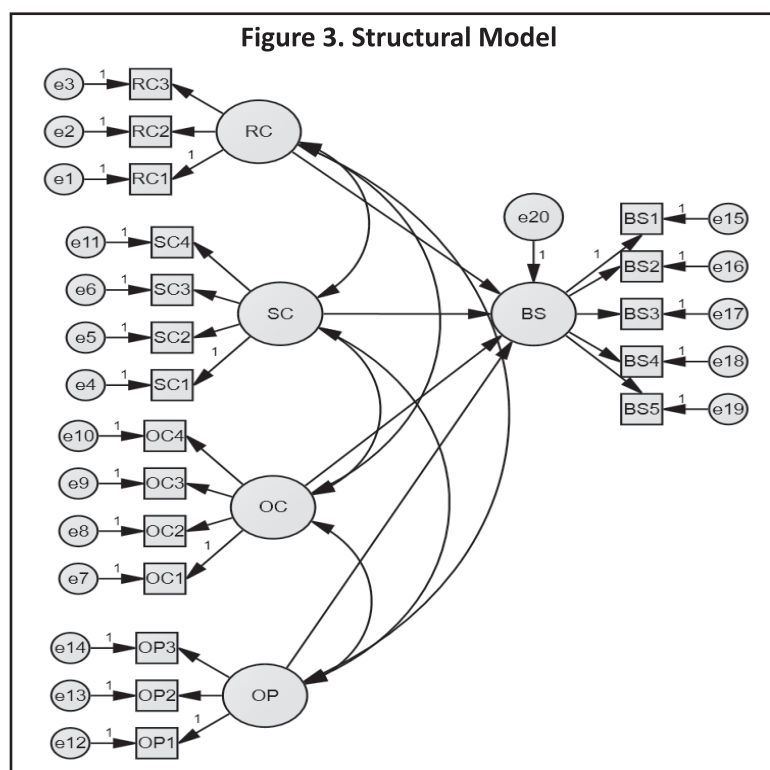 Figure 3. Structural Model
e3 1 RC3
e2 1 RC2
e1 1 RC1
1
RC
e11 1 SC4
e6 1 SC3
e5 1 SC2
e4 1 SC1
1
SC
e10 1 OC4
e9 1 OC3
e8 1 OC2
e7 1 OC1
1
OC
e14 1 OP3
e13 1 OP2
e12 1 OP1
1
OP
e20
1
BS
1
BS1 1 e15
BS2 1 e16
BS3 1 e17
BS4 1 e18
BS5 1 e19